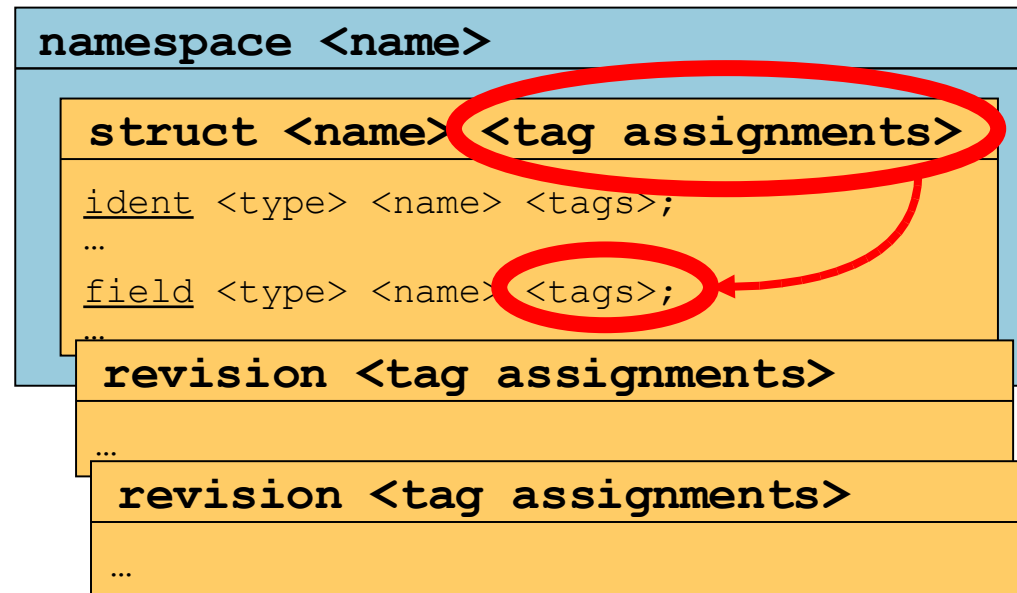 namespace <name>
struct <name> <tag assignments>
ident <type> <name> <tags>;
…
field <type> <name> <tags>;
…
revision <tag assignments>
…
revision <tag assignments>
…